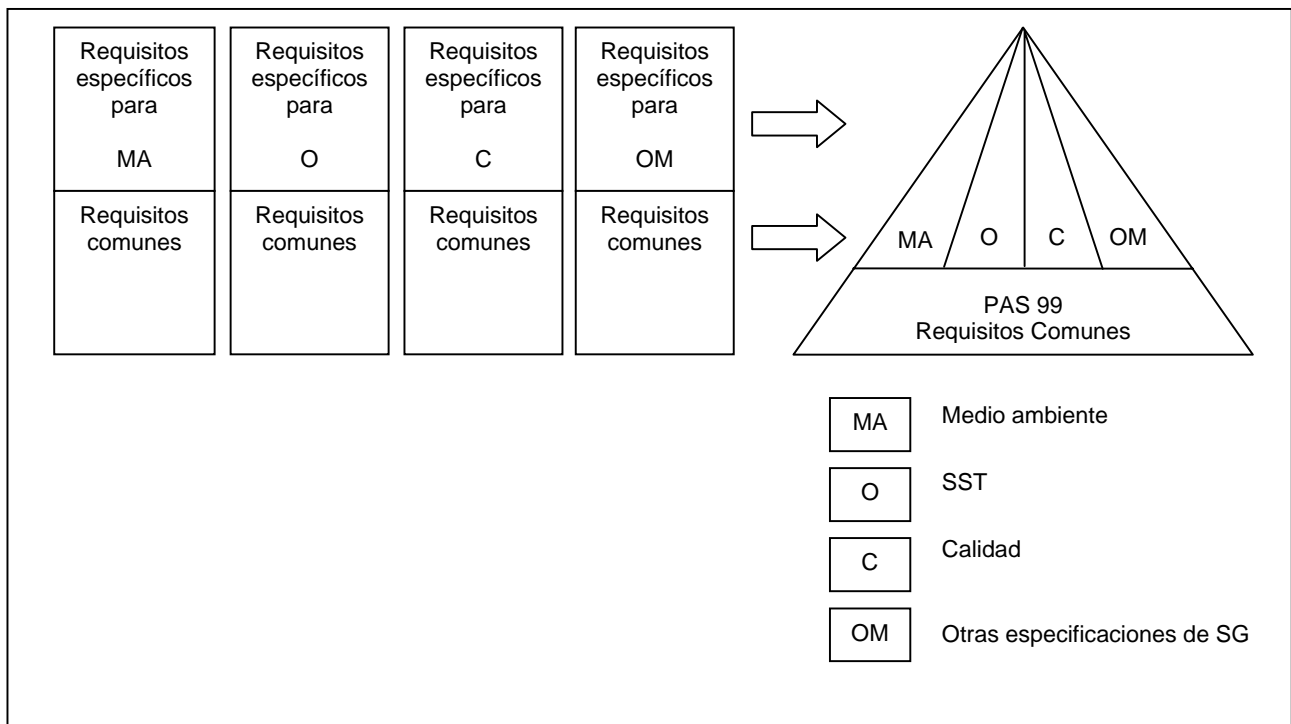 Requisitos
específicos
para
MA
Requisitos
específicos
para
O
Requisitos
específicos
para
C
Requisitos
específicos
para
OM
Requisitos
comunes
Requisitos
comunes
Requisitos
comunes
Requisitos
comunes
MA
O
C
OM
PAS 99
Requisitos Comunes
MA Medio ambiente
O SST
C Calidad
OM Otras especificaciones de SG